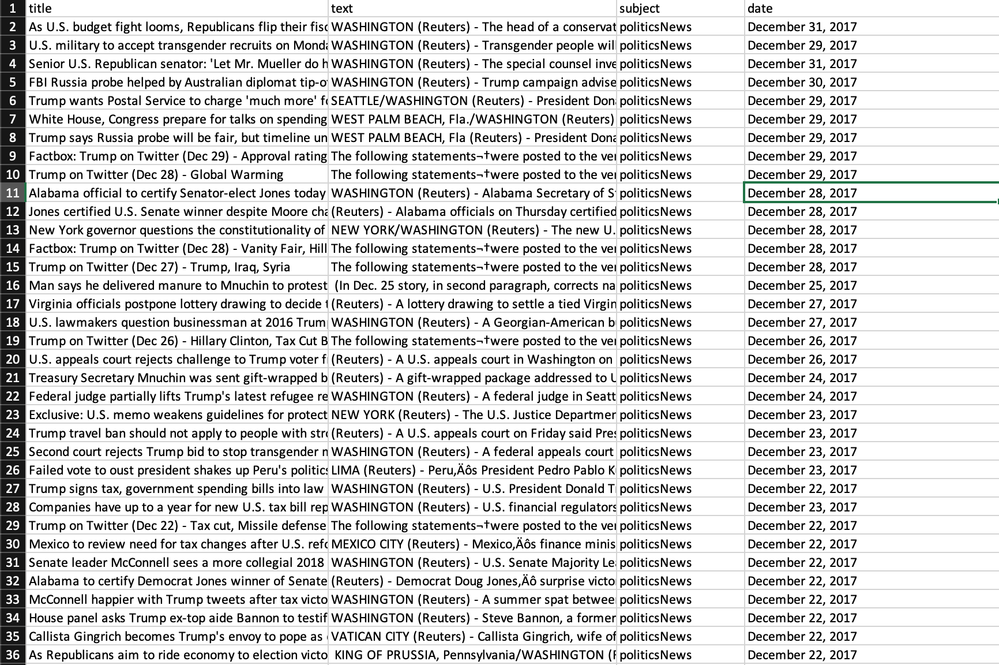 1 title text subject date
2 As U.S. budget fight looms, Republicans flip their fisc WASHINGTON (Reuters) - The head of a conservat politicsNews December 31, 2017
3 U.S. military to accept transgender recruits on Monda WASHINGTON (Reuters) - Transgender people will politicsNews December 29, 2017
4 Senior U.S. Republican senator: 'Let Mr. Mueller do h WASHINGTON (Reuters) - The special counsel inve politicsNews December 31, 2017
5 FBI Russia probe helped by Australian diplomat tip-o WASHINGTON (Reuters) - Trump campaign advise politicsNews December 30, 2017
6 Trump wants Postal Service to charge 'much more' fo SEATTLE/WASHINGTON (Reuters) - President Don politicsNews December 29, 2017
7 White House, Congress prepare for talks on spending WEST PALM BEACH, Fla./WASHINGTON (Reuters) politicsNews December 29, 2017
8 Trump says Russia probe will be fair, but timeline un WEST PALM BEACH, Fla (Reuters) - President Dona politicsNews December 29, 2017
9 Factbox: Trump on Twitter (Dec 29) - Approval rating The following statements¬†were posted to the ver politicsNews December 29, 2017
10 Trump on Twitter (Dec 28) - Global Warming The following statements¬†were posted to the ver politicsNews December 29, 2017
11 Alabama official to certify Senator-elect Jones today WASHINGTON (Reuters) - Alabama Secretary of S politicsNews December 28, 2017
12 Jones certified U.S. Senate winner despite Moore cha (Reuters) - Alabama officials on Thursday certified politicsNews December 28, 2017
13 New York governor questions the constitutionality of NEW YORK/WASHINGTON (Reuters) - The new U. politicsNews December 28, 2017
14 Factbox: Trump on Twitter (Dec 28) - Vanity Fair, Hill The following statements¬†were posted to the ver politicsNews December 28, 2017
15 Trump on Twitter (Dec 27) - Trump, Iraq, Syria The following statements¬†were posted to the ver politicsNews December 28, 2017
16 Man says he delivered manure to Mnuchin to protest (In Dec. 25 story, in second paragraph, corrects na politicsNews December 25, 2017
17 Virginia officials postpone lottery drawing to decide t (Reuters) - A lottery drawing to settle a tied Virgin politicsNews December 27, 2017
18 U.S. lawmakers question businessman at 2016 Trum WASHINGTON (Reuters) - A Georgian-American b politicsNews December 27, 2017
19 Trump on Twitter (Dec 26) - Hillary Clinton, Tax Cut B The following statements¬†were posted to the ver politicsNews December 26, 2017
20 U.S. appeals court rejects challenge to Trump voter f (Reuters) - A U.S. appeals court in Washington on politicsNews December 26, 2017
21 Treasury Secretary Mnuchin was sent gift-wrapped b (Reuters) - A gift-wrapped package addressed to U politicsNews December 24, 2017
22 Federal judge partially lifts Trump's latest refugee re WASHINGTON (Reuters) - A federal judge in Seatt politicsNews December 24, 2017
23 Exclusive: U.S. memo weakens guidelines for protect NEW YORK (Reuters) - The U.S. Justice Departmen politicsNews December 23, 2017
24 Trump travel ban should not apply to people with stro (Reuters) - A U.S. appeals court on Friday said Pres politicsNews December 23, 2017
25 Second court rejects Trump bid to stop transgender m WASHINGTON (Reuters) - A federal appeals court politicsNews December 23, 2017
26 Failed vote to oust president shakes up Peru's politics LIMA (Reuters) - Peru‚Äôs President Pedro Pablo K politicsNews December 23, 2017
27 Trump signs tax, government spending bills into law WASHINGTON (Reuters) - U.S. President Donald T politicsNews December 22, 2017
28 Companies have up to a year for new U.S. tax bill rep WASHINGTON (Reuters) - U.S. financial regulators politicsNews December 23, 2017
29 Trump on Twitter (Dec 22) - Tax cut, Missile defense The following statements¬†were posted to the ver politicsNews December 22, 2017
30 Mexico to review need for tax changes after U.S. refo MEXICO CITY (Reuters) - Mexico‚Äôs finance minis politicsNews December 22, 2017
31 Senate leader McConnell sees a more collegial 2018 WASHINGTON (Reuters) - U.S. Senate Majority Le politicsNews December 22, 2017
32 Alabama to certify Democrat Jones winner of Senate (Reuters) - Democrat Doug Jones‚Äô surprise victo politicsNews December 22, 2017
33 McConnell happier with Trump tweets after tax victo WASHINGTON (Reuters) - A summer spat betwee politicsNews December 22, 2017
34 House panel asks Trump ex-top aide Bannon to testif WASHINGTON (Reuters) - Steve Bannon, a former politicsNews December 22, 2017
35 Callista Gingrich becomes Trump's envoy to pope as VATICAN CITY (Reuters) - Callista Gingrich, wife of politicsNews December 22, 2017
36 As Republicans aim to ride economy to election victo KING OF PRUSSIA, Pennsylvania/WASHINGTON (R politicsNews December 22, 2017